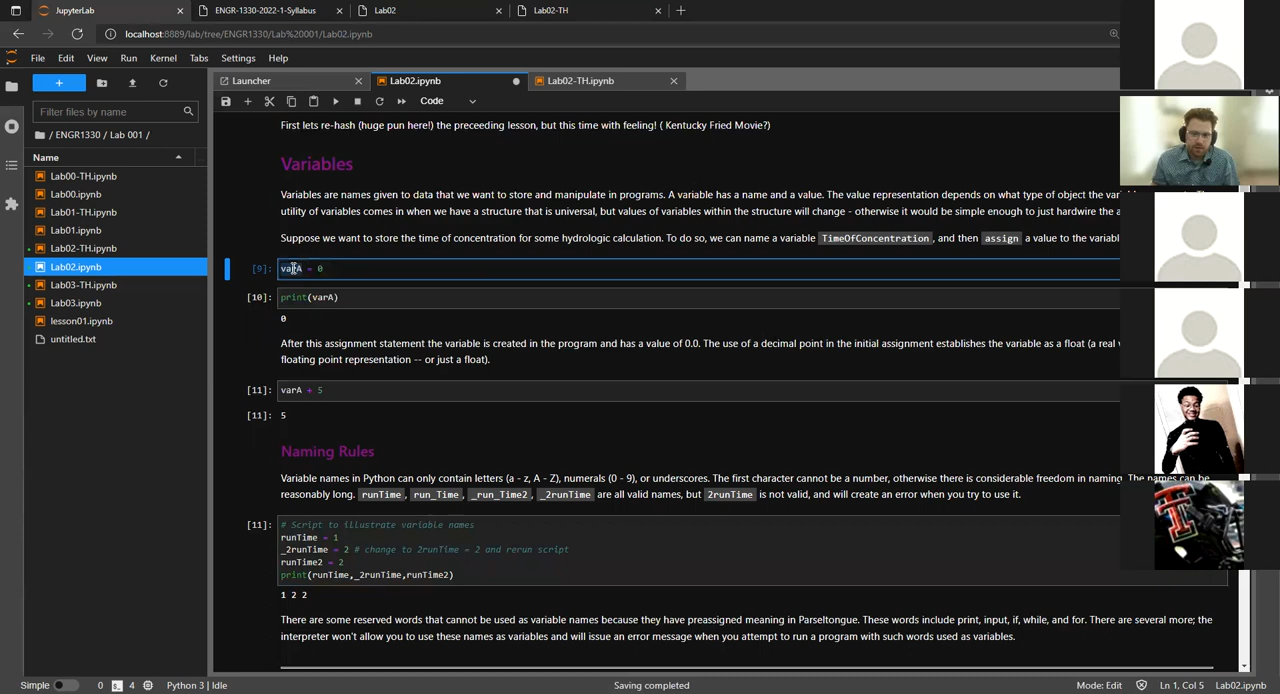 JupyterLab
ENGR-1330-2022-1-Syllabus
Lab02
Lab02-TH
localhost:8889/lab/tree/ENGR1330/Lab%20001/Lab02.ipynb
File Edit View Run Kernel Tabs Settings Help
Launcher
Lab02.ipynb
Lab02-TH.ipynb
Code
Filter files by name
/ ENGR1330 / Lab 001 /
Name
Lab00-TH.ipynb
Lab00.ipynb
Lab01-TH.ipynb
Lab01.ipynb
Lab02-TH.ipynb
Lab02.ipynb
Lab03-TH.ipynb
Lab03.ipynb
lesson01.ipynb
untitled.txt
First lets re-hash (huge pun here!) the preceeding lesson, but this time with feeling! ( Kentucky Fried Movie?)
Variables
Variables are names given to data that we want to store and manipulate in programs. A variable has a name and a value. The value representation depends on what type of object the var
utility of variables comes in when we have a structure that is universal, but values of variables within the structure will change - otherwise it would be simple enough to just hardwire the a
Suppose we want to store the time of concentration for some hydrologic calculation. To do so, we can name a variable TimeOfConcentration, and then assign a value to the variabl
[9]: varA = 0
[10]: print(varA)
0
After this assignment statement the variable is created in the program and has a value of 0.0. The use of a decimal point in the initial assignment establishes the variable as a float (a real v
floating point representation -- or just a float).
[11]: varA + 5
[11]: 5
Naming Rules
Variable names in Python can only contain letters (a - z, A - Z), numerals (0 - 9), or underscores. The first character cannot be a number, otherwise there is considerable freedom in naming. The names can be
reasonably long. runTime, run_Time, _run_Time2, _2runTime are all valid names, but 2runTime is not valid, and will create an error when you try to use it.
[11]: # Script to illustrate variable names
runTime = 1
_2runTime = 2 # change to 2runTime = 2 and rerun script
runTime2 = 2
print(runTime,_2runTime,runTime2)
1 2 2
There are some reserved words that cannot be used as variable names because they have preassigned meaning in Parseltongue. These words include print, input, if, while, and for. There are several more; the
interpreter won't allow you to use these names as variables and will issue an error message when you attempt to run a program with such words used as variables.
Simple 0 4 Python 3 | Idle Saving completed Mode: Edit Ln 1, Col 5 Lab02.ipynb